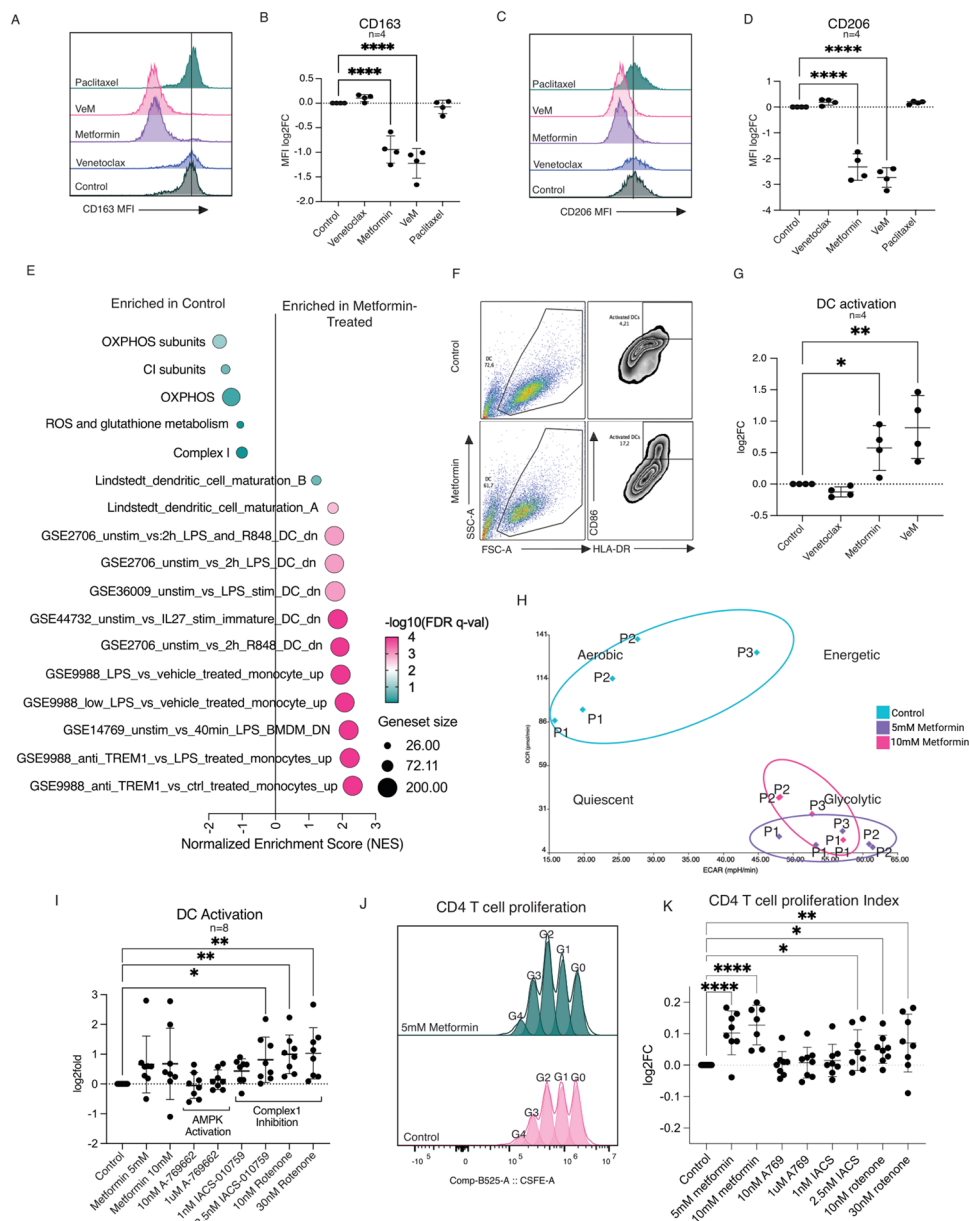 A
Paclitaxel
VeM
Metformin
Venetoclax
Control
CD163 MFI
B
CD163
n=4
****
****
MFI log2FC
0.5
0.0
-0.5
-1.0
-1.5
-2.0
Control
Venetoclax
Metformin
VeM
Paclitaxel
C
Paclitaxel
VeM
Metformin
Venetoclax
Control
CD206 MFI
D
CD206
n=4
****
****
MFI log2FC
2
1
0
-1
-2
-3
-4
Control
Venetoclax
Metformin
VeM
Paclitaxel
E
Enriched in Control
Enriched in Metformin-
Treated
OXPHOS subunits
CI subunits
OXPHOS
ROS and glutathione metabolism
Complex I
Lindstedt_dendritic_cell_maturation_B
Lindstedt_dendritic_cell_maturation_A
GSE2706_unstim_vs:2h_LPS_and_R848_DC_dn
GSE2706_unstim_vs_2h_LPS_DC_dn
GSE36009_unstim_vs_LPS_stim_DC_dn
GSE44732_unstim_vs_IL27_stim_immature_DC_dn
GSE2706_unstim_vs_2h_R848_DC_dn
GSE9988_LPS_vs_vehicle_treated_monocyte_up
GSE9988_low_LPS_vs_vehicle_treated_monocyte_up
GSE14769_unstim_vs_40min_LPS_BMDM_DN
GSE9988_anti_TREM1_vs_LPS_treated_monocytes_up
GSE9988_anti_TREM1_vs_ctrl_treated_monocytes_up
-2 -1 0 1 2 3
Normalized Enrichment Score (NES)
-log10(FDR q-val)
4
3
2
1
Geneset size
26.00
72.11
200.00
F
Control
DC
72,6
Activated DCs
4,21
Metformin
DC
61,7
Activated DCs
17,2
SSC-A
FSC-A
CD86
HLA-DR
G
DC activation
n=4
**
*
log2FC
2.0
1.5
1.0
0.5
0.0
-0.5
Control
Venetoclax
Metformin
VeM
H
OCR (pmol/min)
141
114
86
59
31
4
Aerobic
Energetic
Quiescent
Glycolytic
P2
P3
P2
P1
P1
P2
P2
P3
P3
P1
P2
P1
P1
P1
P2
15.00 20.00 25.00 30.00 35.00 40.00 45.00 50.00 55.00 60.00 65.00
ECAR (mpH/min)
Control
5mM Metformin
10mM Metformin
I
DC Activation
n=8
**
**
*
log2fold
4
3
2
1
0
-1
-2
AMPK
Activation
Complex1
Inhibition
Control
Metformin 5mM
Metformin 10mM
10nM A-769662
1uM A-769662
1nM IACS-010759
2.5nM IACS-010759
10nM Rotenone
30nM Rotenone
J
CD4 T cell proliferation
5mM Metformin
G4
G3
G2
G1
G0
Control
G4
G3
G2
G1
G0
0 10^5 10^6 10^7
Comp-B525-A :: CSFE-A
K
CD4 T cell proliferation Index
**
*
*
****
****
log2FC
0.2
0.1
0.0
-0.1
-0.2
Control
5mM metformin
10mM metformin
10nM A769
1uM A769
1nM IACS
2.5nM IACS
10nM rotenone
30nM rotenone